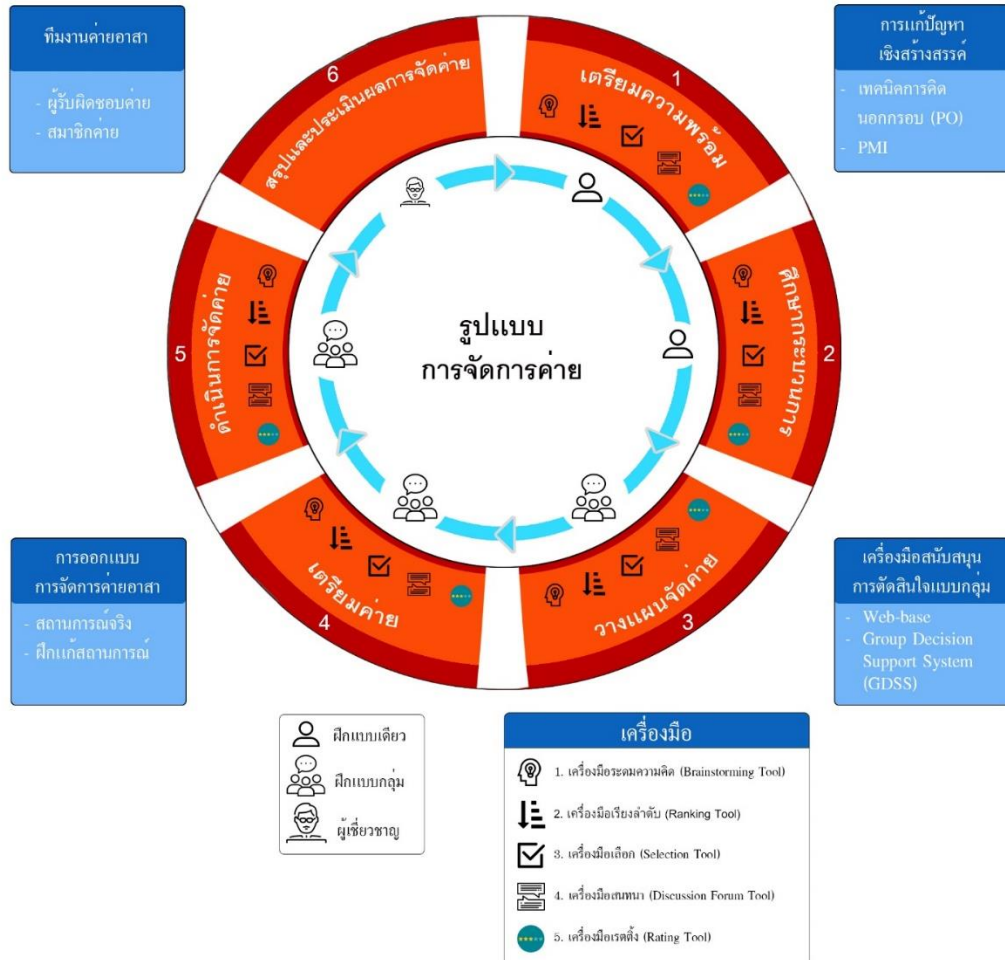 ทีมงานค่ายอาสา
- ผู้รับผิดชอบค่าย
- สมาชิกค่าย
การแก้ปัญหา
เชิงสร้างสรรค์
- เทคนิคการคิด
นอกกรอบ (PO)
- PMI
1
เตรียมความพร้อม
2
ศึกษากระบวนการ
3
วางแผนจัดค่าย
4
เตรียมค่าย
5
ดำเนินการจัดค่าย
6
สรุปและประเมินผลการจัดค่าย
รูปแบบ
การจัดการค่าย
การออกแบบ
การจัดการค่ายอาสา
- สถานการณ์จริง
- ฝึกแก้สถานการณ์
เครื่องมือสนับสนุน
การตัดสินใจแบบกลุ่ม
- Web-base
- Group Decision
Support System
(GDSS)
ฝึกแบบเดียว
ฝึกแบบกลุ่ม
ผู้เชี่ยวชาญ
เครื่องมือ
1. เครื่องมือระดมความคิด (Brainstorming Tool)
2. เครื่องมือเรียงลำดับ (Ranking Tool)
3. เครื่องมือเลือก (Selection Tool)
4. เครื่องมือสนทนา (Discussion Forum Tool)
5. เครื่องมือเรตติ้ง (Rating Tool)